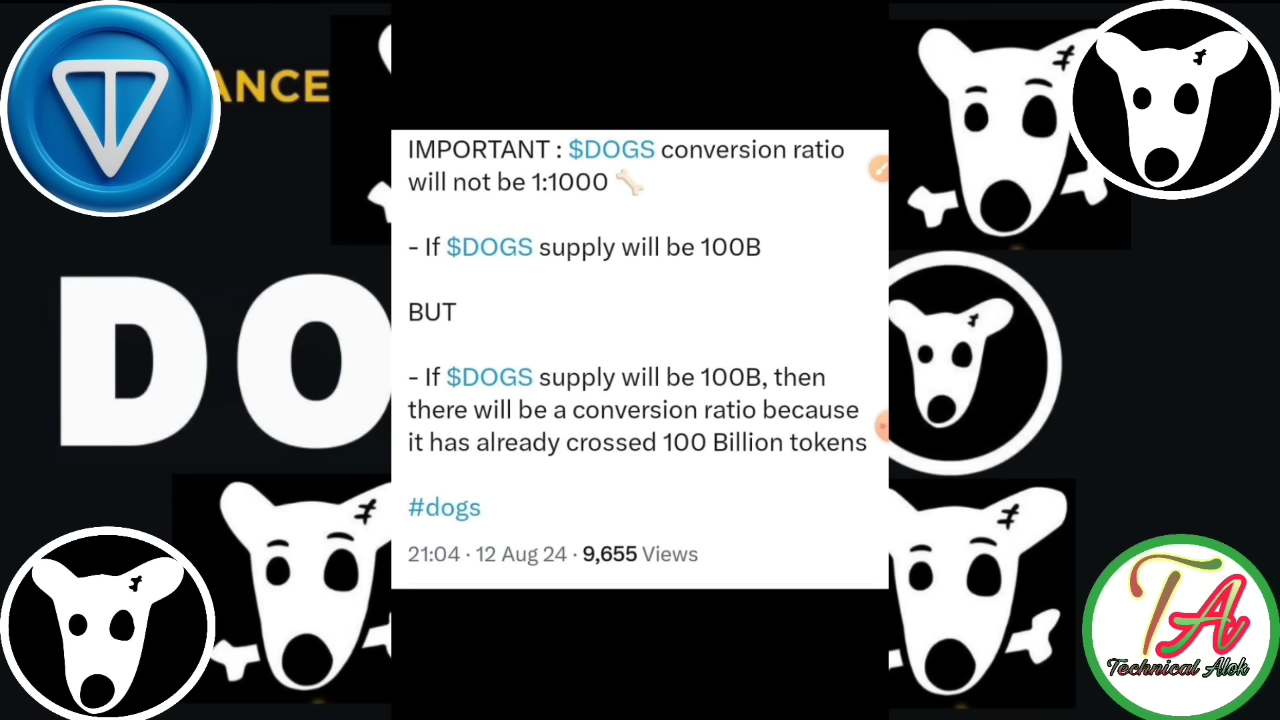 ANCE
IMPORTANT : $DOGS conversion ratio
will not be 1:1000 🦴
- If $DOGS supply will be 100B
BUT
- If $DOGS supply will be 100B, then
there will be a conversion ratio because
it has already crossed 100 Billion tokens
#dogs
21:04 · 12 Aug 24 · 9,655 Views
DO
TA
Technical Alok